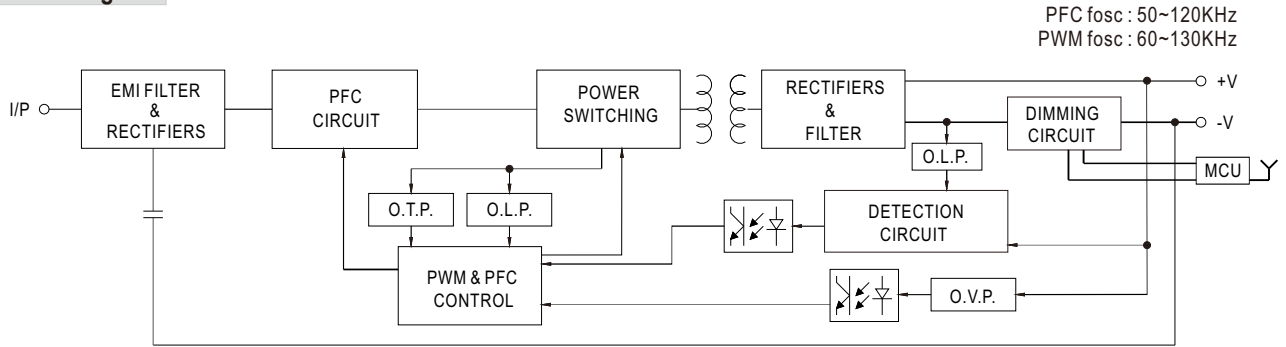 PFC fosc : 50~120KHz
PWM fosc : 60~130KHz
I/P
EMI FILTER
&
RECTIFIERS
PFC
CIRCUIT
POWER
SWITCHING
RECTIFIERS
&
FILTER
DIMMING
CIRCUIT
+V
-V
MCU
O.L.P.
O.T.P.
O.L.P.
DETECTION
CIRCUIT
PWM & PFC
CONTROL
O.V.P.